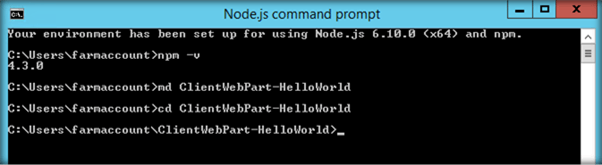 Node.js command prompt
Your environment has been set up for using Node.js 6.10.0 (x64) and npm.
C:\Users\farmaccount>npm -v
4.3.0
C:\Users\farmaccount>md ClientWebPart-HelloWorld
C:\Users\farmaccount>cd ClientWebPart-HelloWorld
C:\Users\farmaccount\ClientWebPart-HelloWorld>_